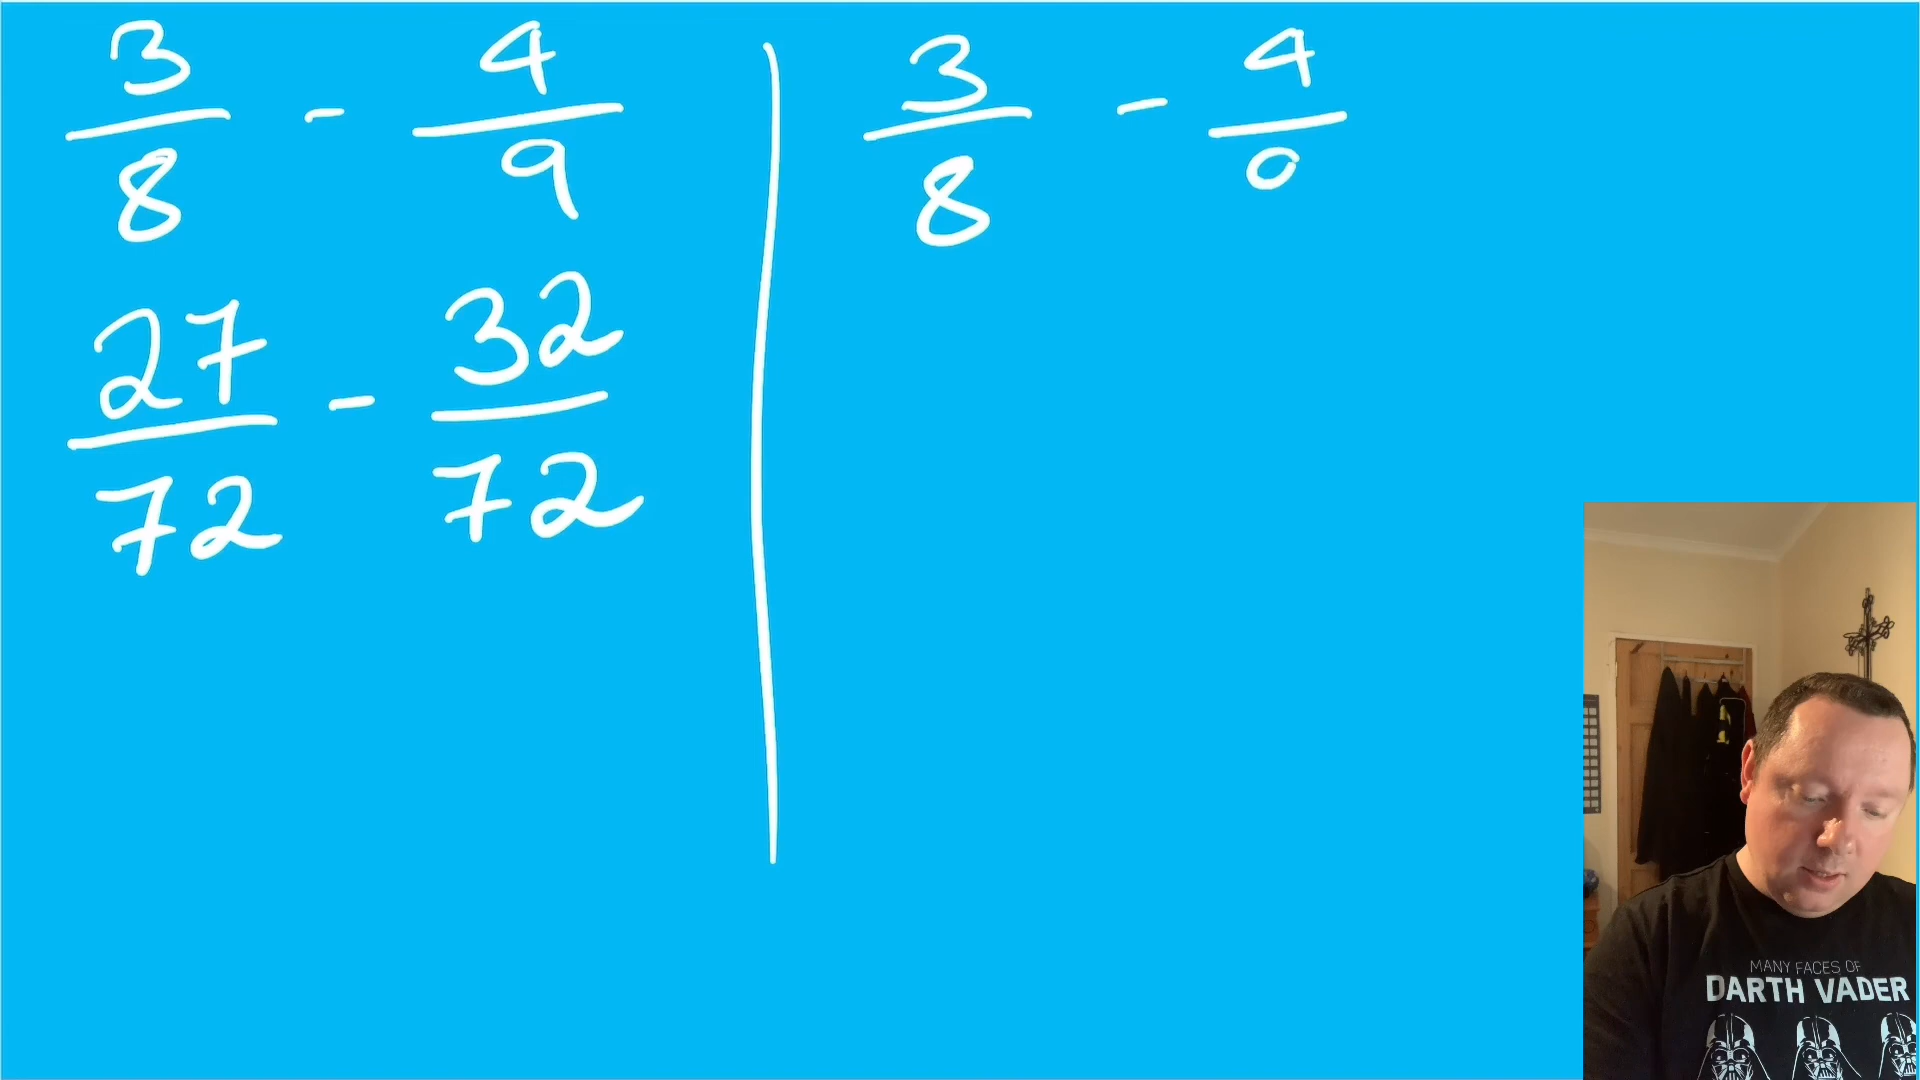 3/8 - 4/9
27/72 - 32/72
3/8 - 4/0
MANY FACES OF
DARTH VADER